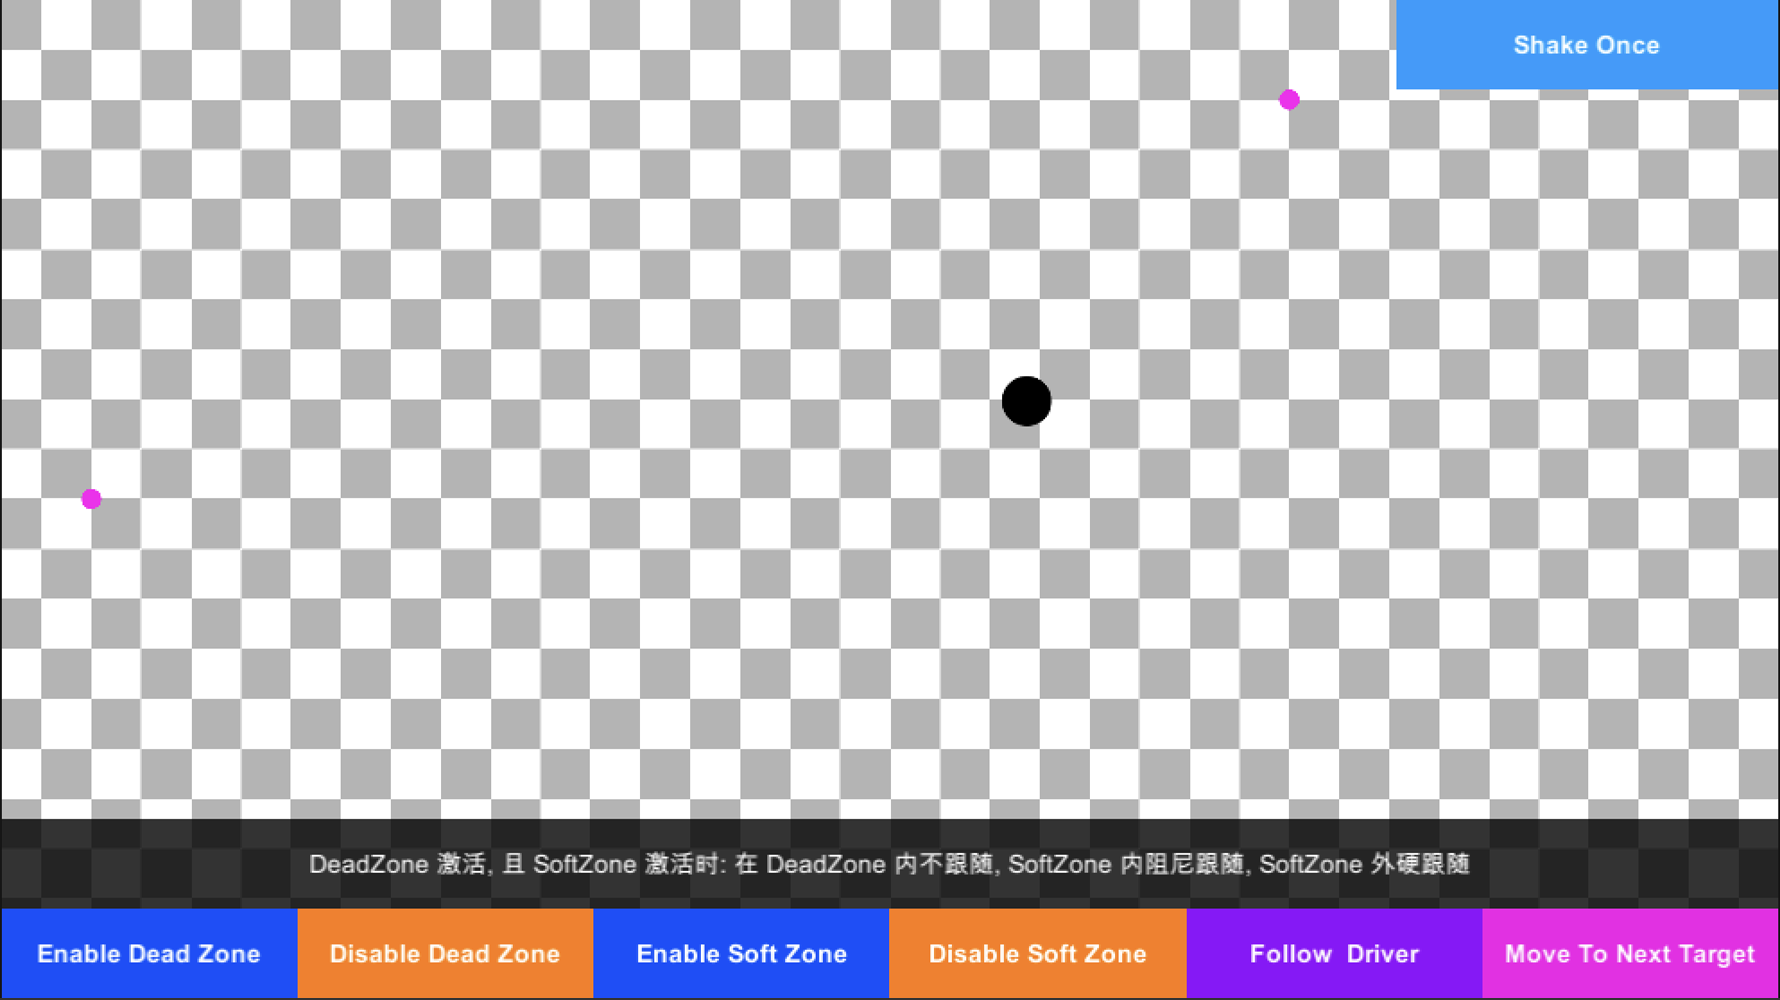 Shake Once
DeadZone 激活, 且 SoftZone 激活时: 在 DeadZone 内不跟随, SoftZone 内阻尼跟随, SoftZone 外硬跟随
Enable Dead Zone
Disable Dead Zone
Enable Soft Zone
Disable Soft Zone
Follow  Driver
Move To Next Target